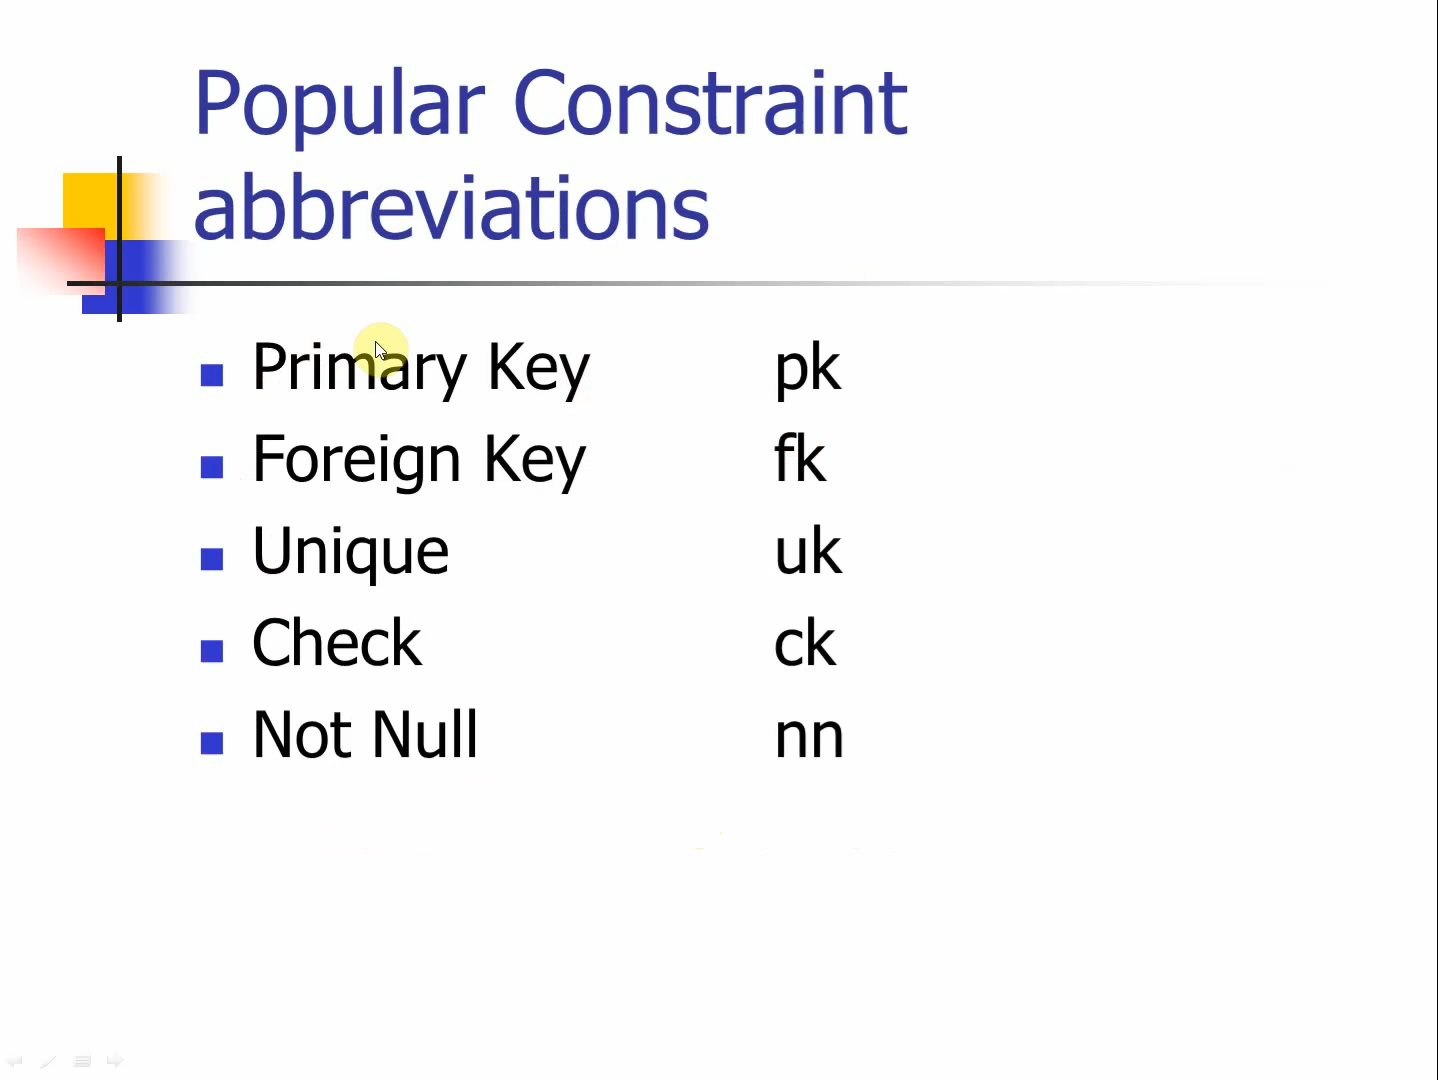 Popular Constraint
abbreviations
Primary Key pk
Foreign Key fk
Unique uk
Check ck
Not Null nn